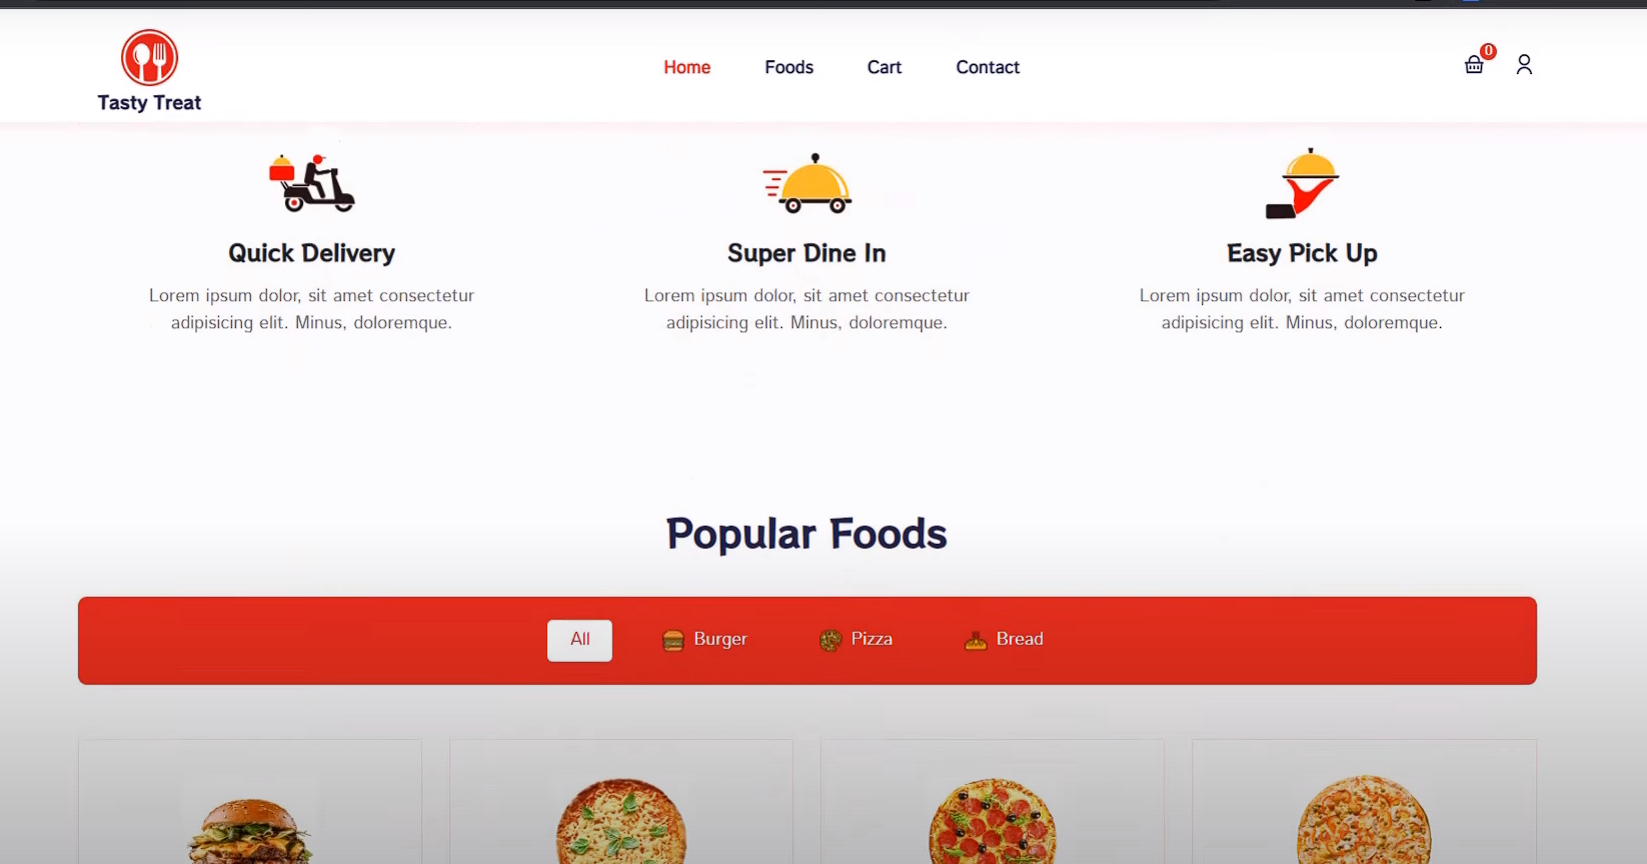 Tasty Treat
Home Foods Cart Contact
0
Quick Delivery
Lorem ipsum dolor, sit amet consectetur
adipisicing elit. Minus, doloremque.
Super Dine In
Lorem ipsum dolor, sit amet consectetur
adipisicing elit. Minus, doloremque.
Easy Pick Up
Lorem ipsum dolor, sit amet consectetur
adipisicing elit. Minus, doloremque.
Popular Foods
All Burger Pizza Bread